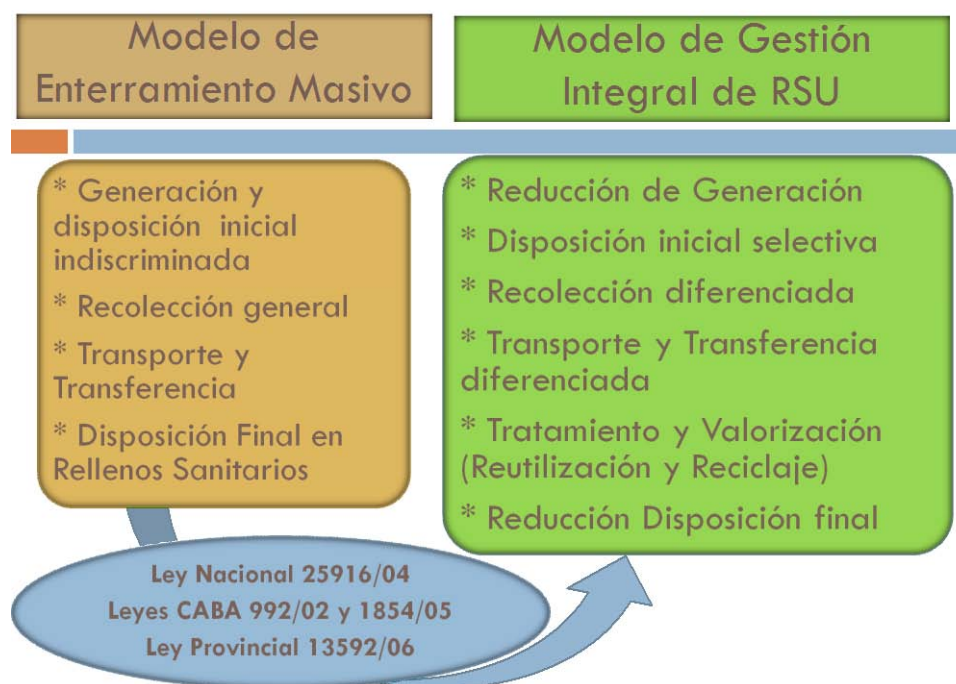 Modelo de
Enterramiento Masivo
Modelo de Gestión
Integral de RSU
* Generación y
disposición inicial
indiscriminada
* Recolección general
* Transporte y
Transferencia
* Disposición Final en
Rellenos Sanitarios
* Reducción de Generación
* Disposición inicial selectiva
* Recolección diferenciada
* Transporte y Transferencia
diferenciada
* Tratamiento y Valorización
(Reutilización y Reciclaje)
* Reducción Disposición final
Ley Nacional 25916/04
Leyes CABA 992/02 y 1854/05
Ley Provincial 13592/06